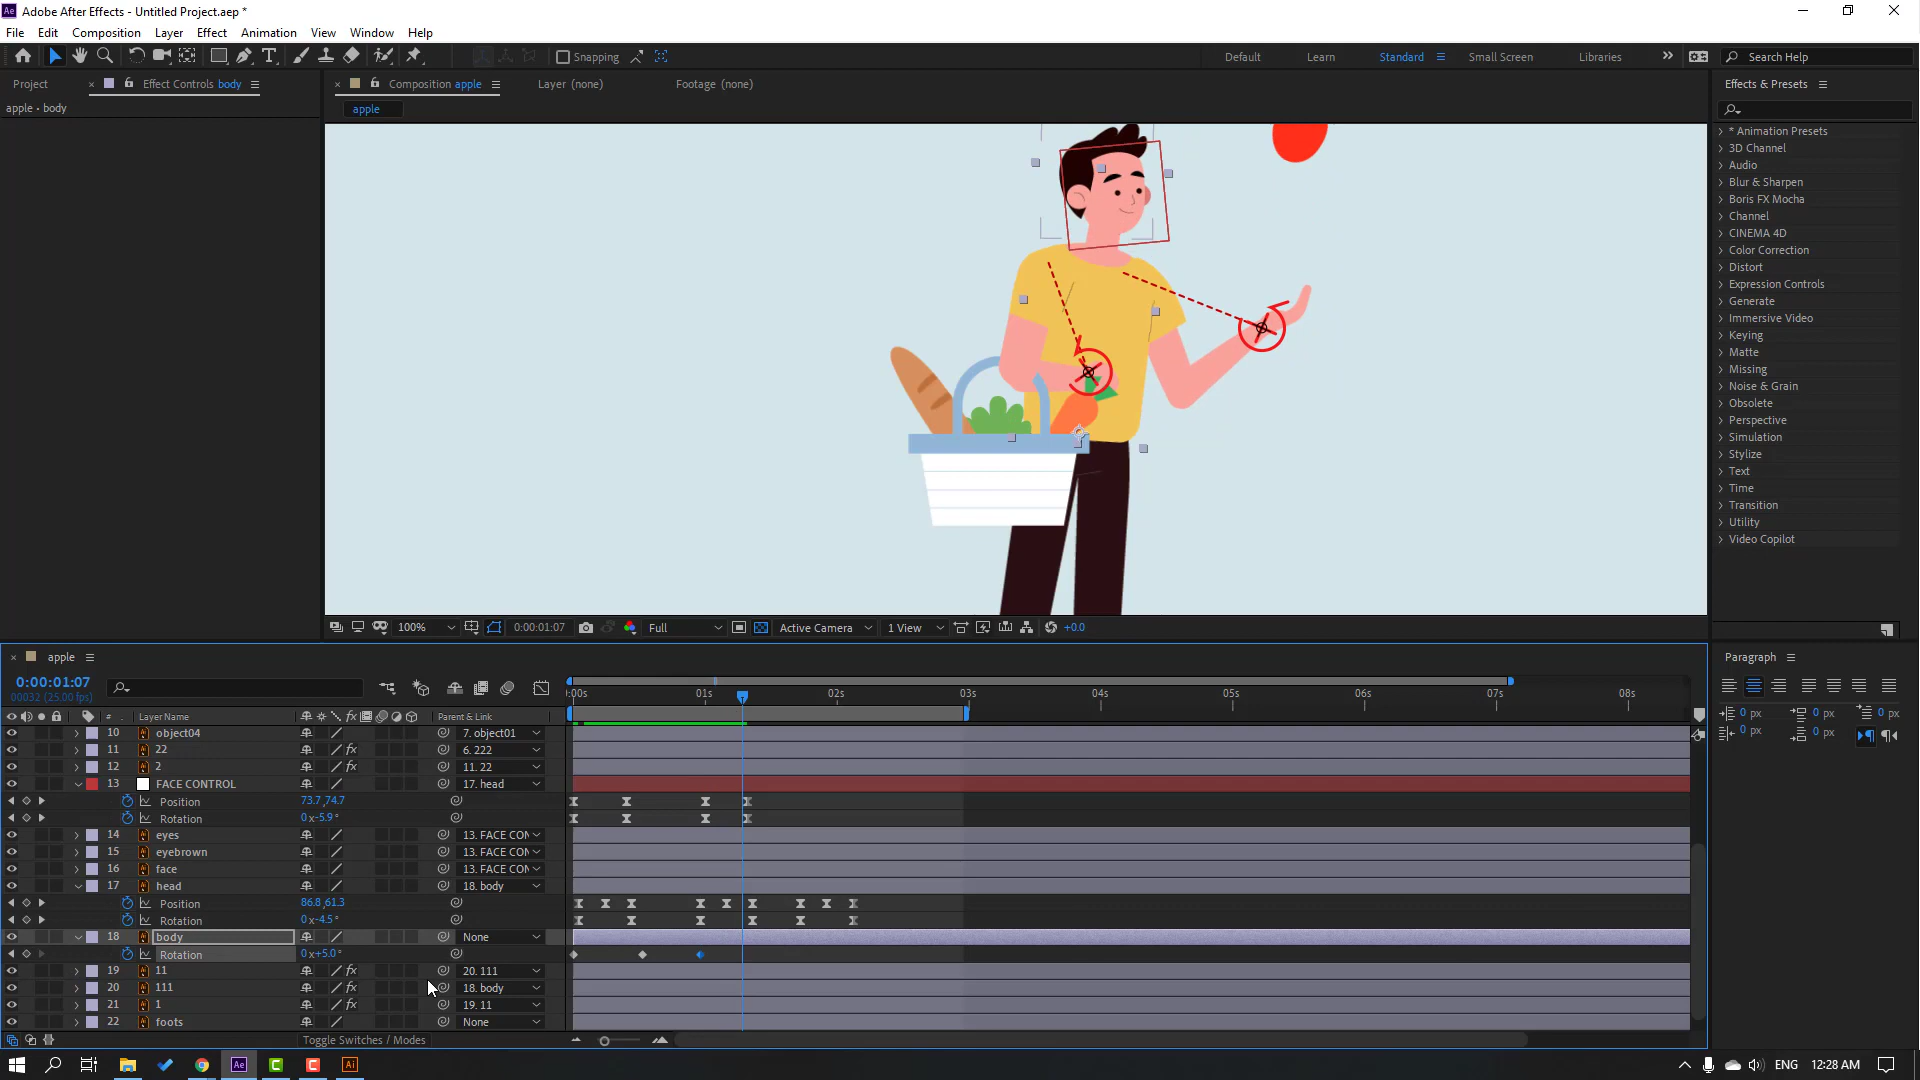 Adobe After Effects - Untitled Project.aep *
File Edit Composition Layer Effect Animation View Window Help
Snapping
Default Learn Standard Small Screen Libraries
Search Help
Project
Effect Controls body
Composition apple
Layer (none)
Footage (none)
Effects & Presets
apple • body
apple
* Animation Presets
3D Channel
Audio
Blur & Sharpen
Boris FX Mocha
Channel
CINEMA 4D
Color Correction
Distort
Expression Controls
Generate
Immersive Video
Keying
Matte
Missing
Noise & Grain
Obsolete
Perspective
Simulation
Stylize
Text
Time
Transition
Utility
Video Copilot
100% 0:00:01:07 Full Active Camera 1 View +0.0
apple
Paragraph
0:00:01:07
00032 (25.00 fps)
:00s 01s 02s 03s 04s 05s 06s 07s 08s
# Layer Name Parent & Link
10 object04 7. object01
11 22 6. 222
12 2 11. 22
13 FACE CONTROL 17. head
Position 73.7,74.7
Rotation 0x-5.9°
14 eyes 13. FACE CON
15 eyebrown 13. FACE CON
16 face 13. FACE CON
17 head 18. body
Position 86.8,61.3
Rotation 0x-4.5°
18 body None
Rotation 0x+5.0°
19 11 20. 111
20 111 18. body
21 1 19. 11
22 foots None
Toggle Switches / Modes
0 px 0 px 0 px
0 px 0 px
ENG 12:28 AM